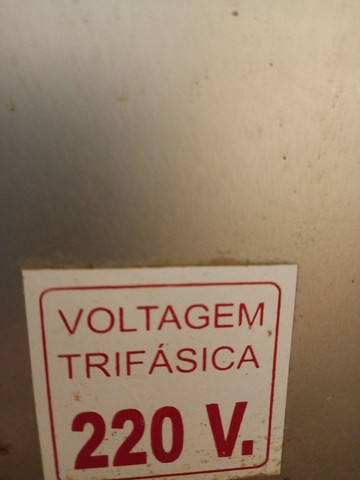 VOLTAGEM
TRIFÁSICA
220 V.